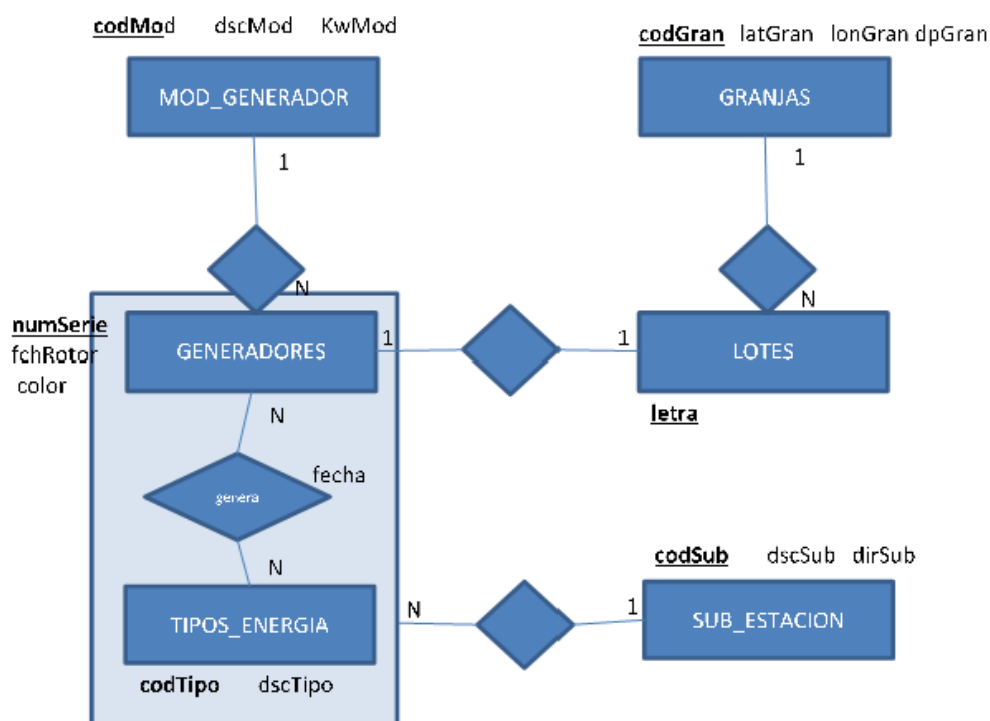 codMod dscMod KwMod
codGran latGran lonGran dpGran
MOD_GENERADOR
GRANJAS
1
1
N
N
numSerie
fchRotor
color
GENERADORES
1
1
LOTES
N
letra
fecha
genera
N
codSub dscSub dirSub
TIPOS_ENERGIA
N
1
SUB_ESTACION
codTipo dscTipo